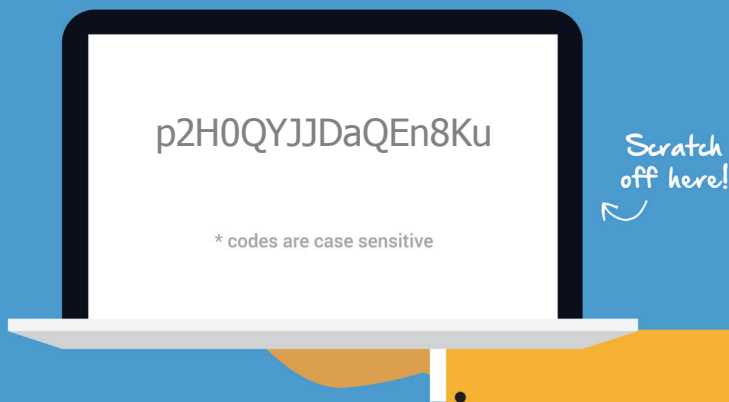 p2H0QYJJDaQEn8Ku
Scratch
off here!
* codes are case sensitive